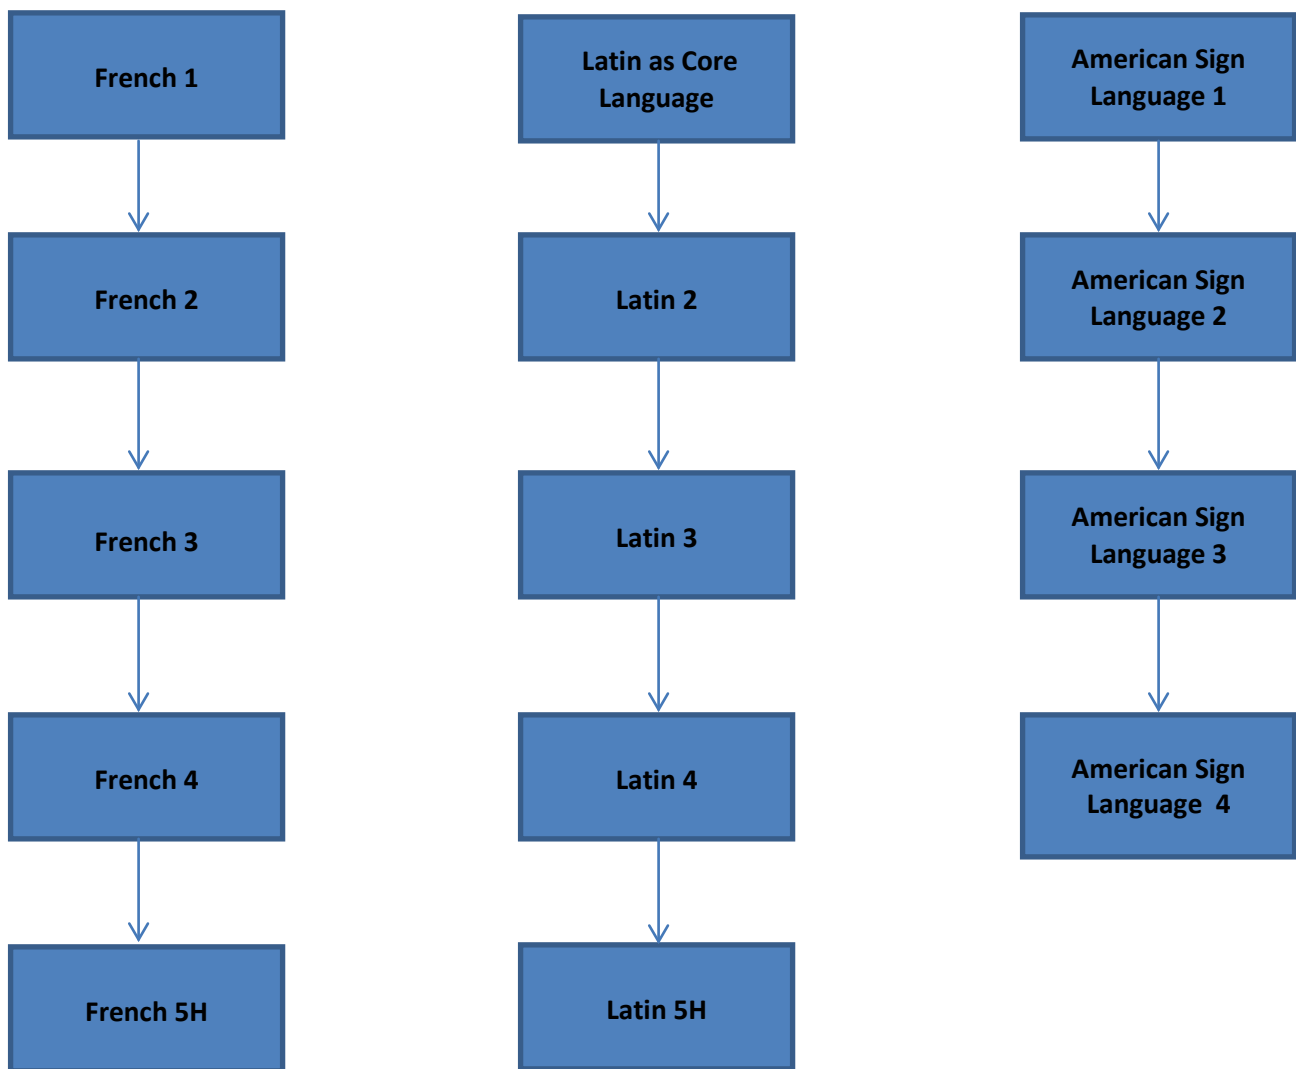 French 1
Latin as Core
Language
American Sign
Language 1
French 2
Latin 2
American Sign
Language 2
French 3
Latin 3
American Sign
Language 3
French 4
Latin 4
American Sign
Language  4
French 5H
Latin 5H